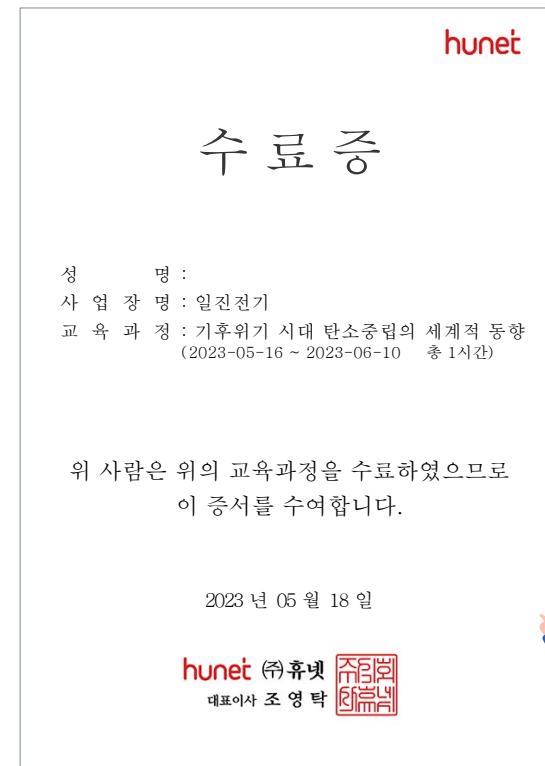 hunet
수 료 증
성 명 :
사 업 장 명 : 일진전기
교 육 과 정 : 기후위기 시대 탄소중립의 세계적 동향
(2023-05-16 ~ 2023-06-10 총 1시간)
위 사람은 위의 교육과정을 수료하였으므로
이 증서를 수여합니다.
2023 년 05 월 18 일
hunet ㈜휴넷
대표이사 조 영 탁